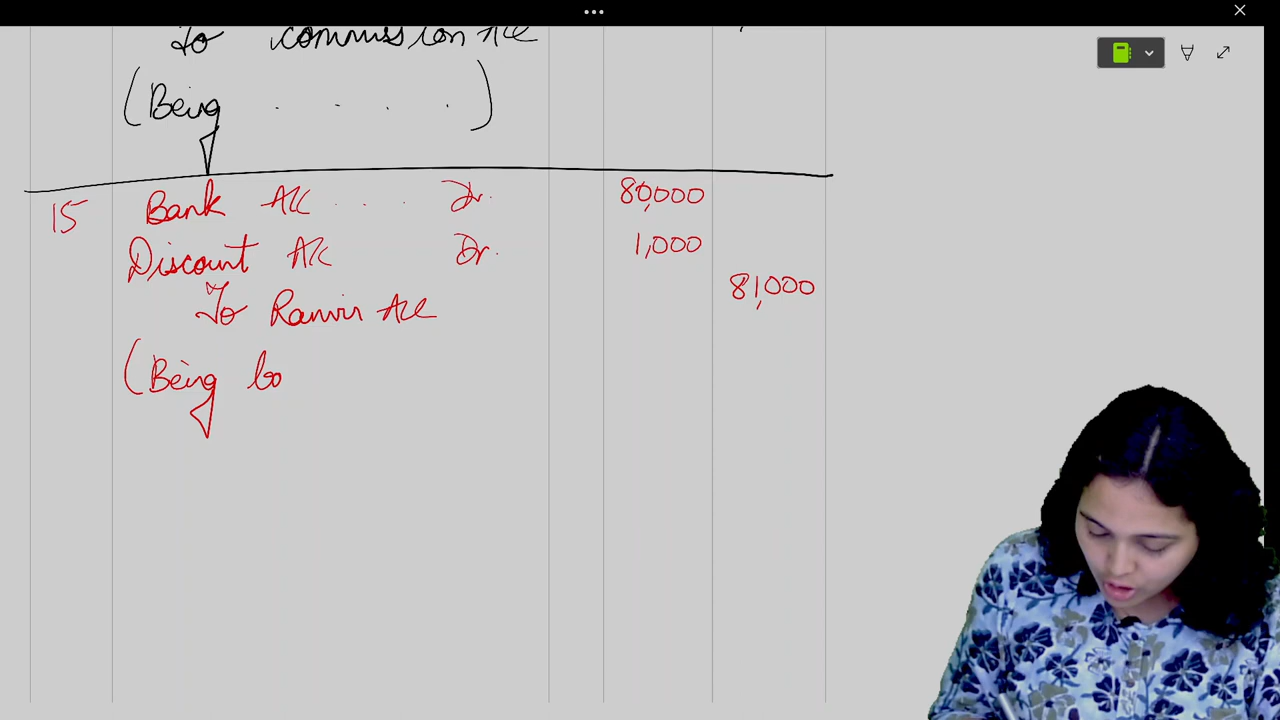 To commission A/c
(Being . . . . )
15 Bank A/c . . . Dr. 80,000
Discount A/c Dr. 1,000
81,000
To Ranvir A/c
(Being bo